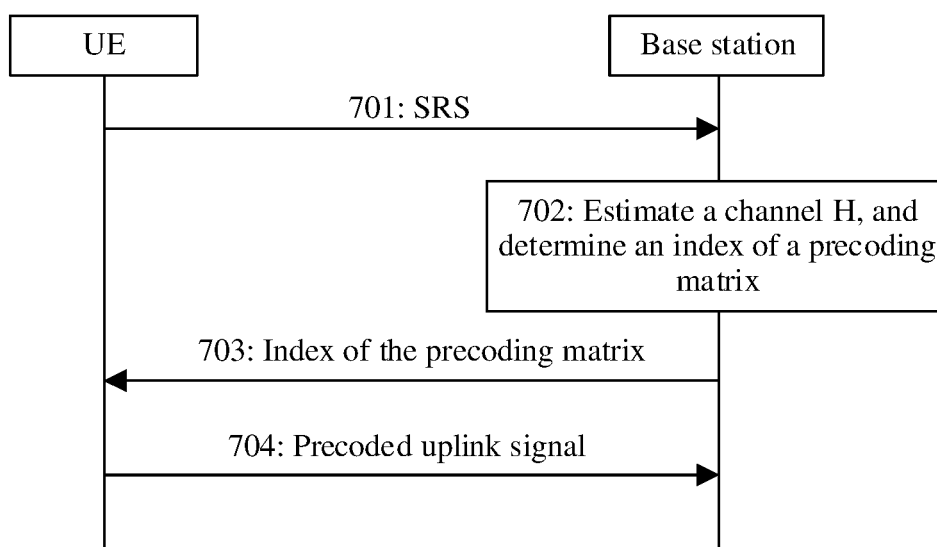 UE
Base station
701: SRS
702: Estimate a channel H, and
determine an index of a precoding
matrix
703: Index of the precoding matrix
704: Precoded uplink signal